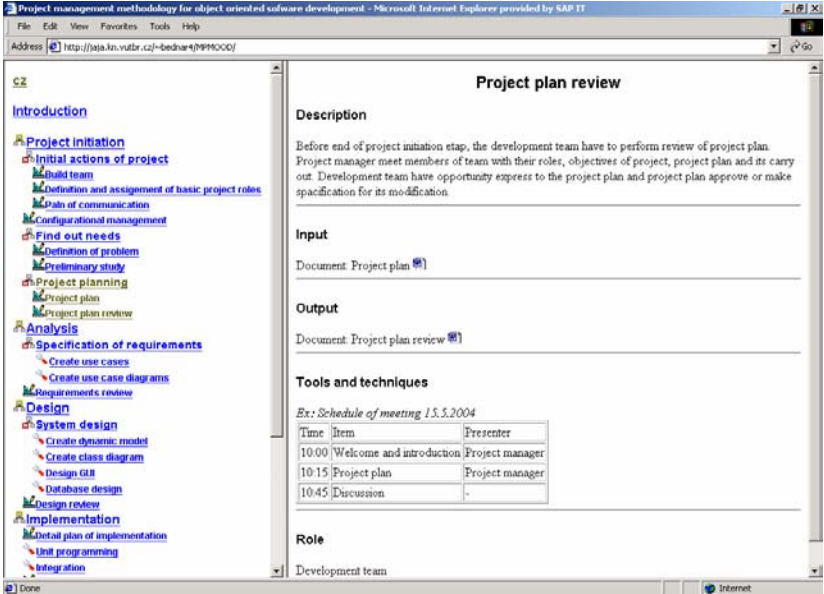 Project management methodology for object oriented sofware development - Microsoft Internet Explorer provided by SAP IT
File Edit View Favorites Tools Help
Address http://jaja.kn.vutbr.cz/~bednar4/MPMOOD/ Go
CZ
Introduction
Project initiation
Initial actions of project
Build team
Definition and assigement of basic project roles
Paln of communication
Configurational management
Find out needs
Definition of problem
Preliminary study
Project planning
Project plan
Project plan review
Analysis
Specification of requirements
Create use cases
Create use case diagrams
Requirements review
Design
System design
Create dynamic model
Create class diagram
Design GUI
Database design
Design review
Implementation
Detail plan of implementation
Unit programming
Integration
Project plan review
Description
Before end of project initiation etap, the development team have to perform review of project plan.
Project manager meet members of team with their roles, objectives of project, project plan and its carry
out. Development team have opportunity express to the project plan and project plan approve or make
spacification for its modification.
Input
Document: Project plan
Output
Document: Project plan review
Tools and techniques
Ex.: Schedule of meeting 15.5.2004
Time Item Presenter
10:00 Welcome and introduction Project manager
10:15 Project plan Project manager
10:45 Discussion -
Role
Development team
Done Internet